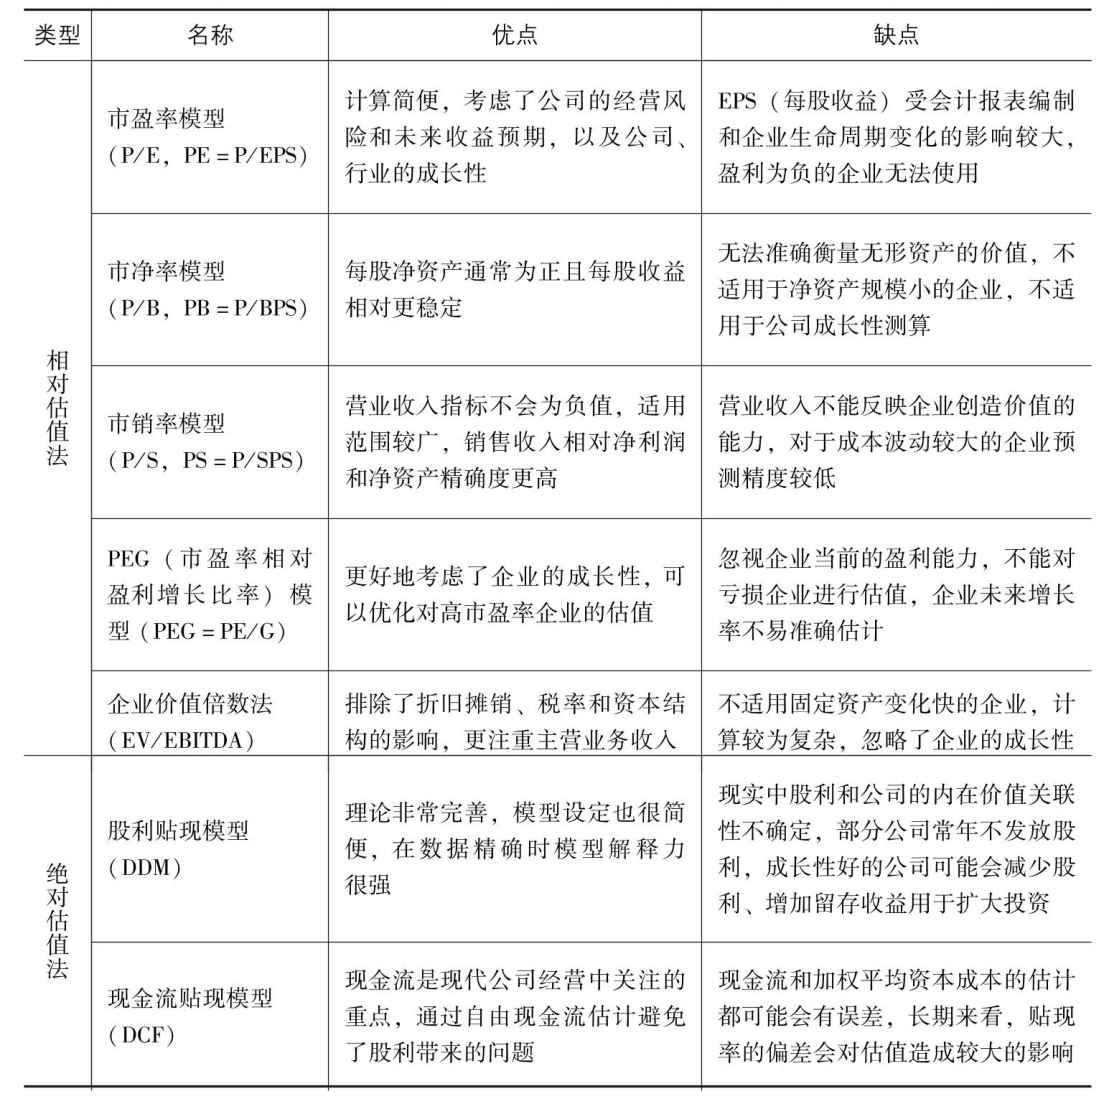 类型 名称 优点 缺点
相对估值法
市盈率模型
（P/E，PE=P/EPS）
计算简便，考虑了公司的经营风
险和未来收益预期，以及公司、
行业的成长性
EPS（每股收益）受会计报表编制
和企业生命周期变化的影响较大，
盈利为负的企业无法使用
市净率模型
（P/B，PB=P/BPS）
每股净资产通常为正且每股收益
相对更稳定
无法准确衡量无形资产的价值，不
适用于净资产规模小的企业，不适
用于公司成长性测算
市销率模型
（P/S，PS=P/SPS）
营业收入指标不会为负值，适用
范围较广，销售收入相对净利润
和净资产精确度更高
营业收入不能反映企业创造价值的
能力，对于成本波动较大的企业预
测精度较低
PEG（市盈率相对
盈利增长比率）模
型（PEG=PE/G）
更好地考虑了企业的成长性，可
以优化对高市盈率企业的估值
忽视企业当前的盈利能力，不能对
亏损企业进行估值，企业未来增长
率不易准确估计
企业价值倍数法
（EV/EBITDA）
排除了折旧摊销、税率和资本结
构的影响，更注重主营业务收入
不适用固定资产变化快的企业，计
算较为复杂，忽略了企业的成长性
绝对估值法
股利贴现模型
（DDM）
理论非常完善，模型设定也很简
便，在数据精确时模型解释力
很强
现实中股利和公司的内在价值关联
性不确定，部分公司常年不发放股
利，成长性好的公司可能会减少股
利、增加留存收益用于扩大投资
现金流贴现模型
（DCF）
现金流是现代公司经营中关注的
重点，通过自由现金流估计避免
了股利带来的问题
现金流和加权平均资本成本的估计
都可能会有误差，长期来看，贴现
率的偏差会对估值造成较大的影响